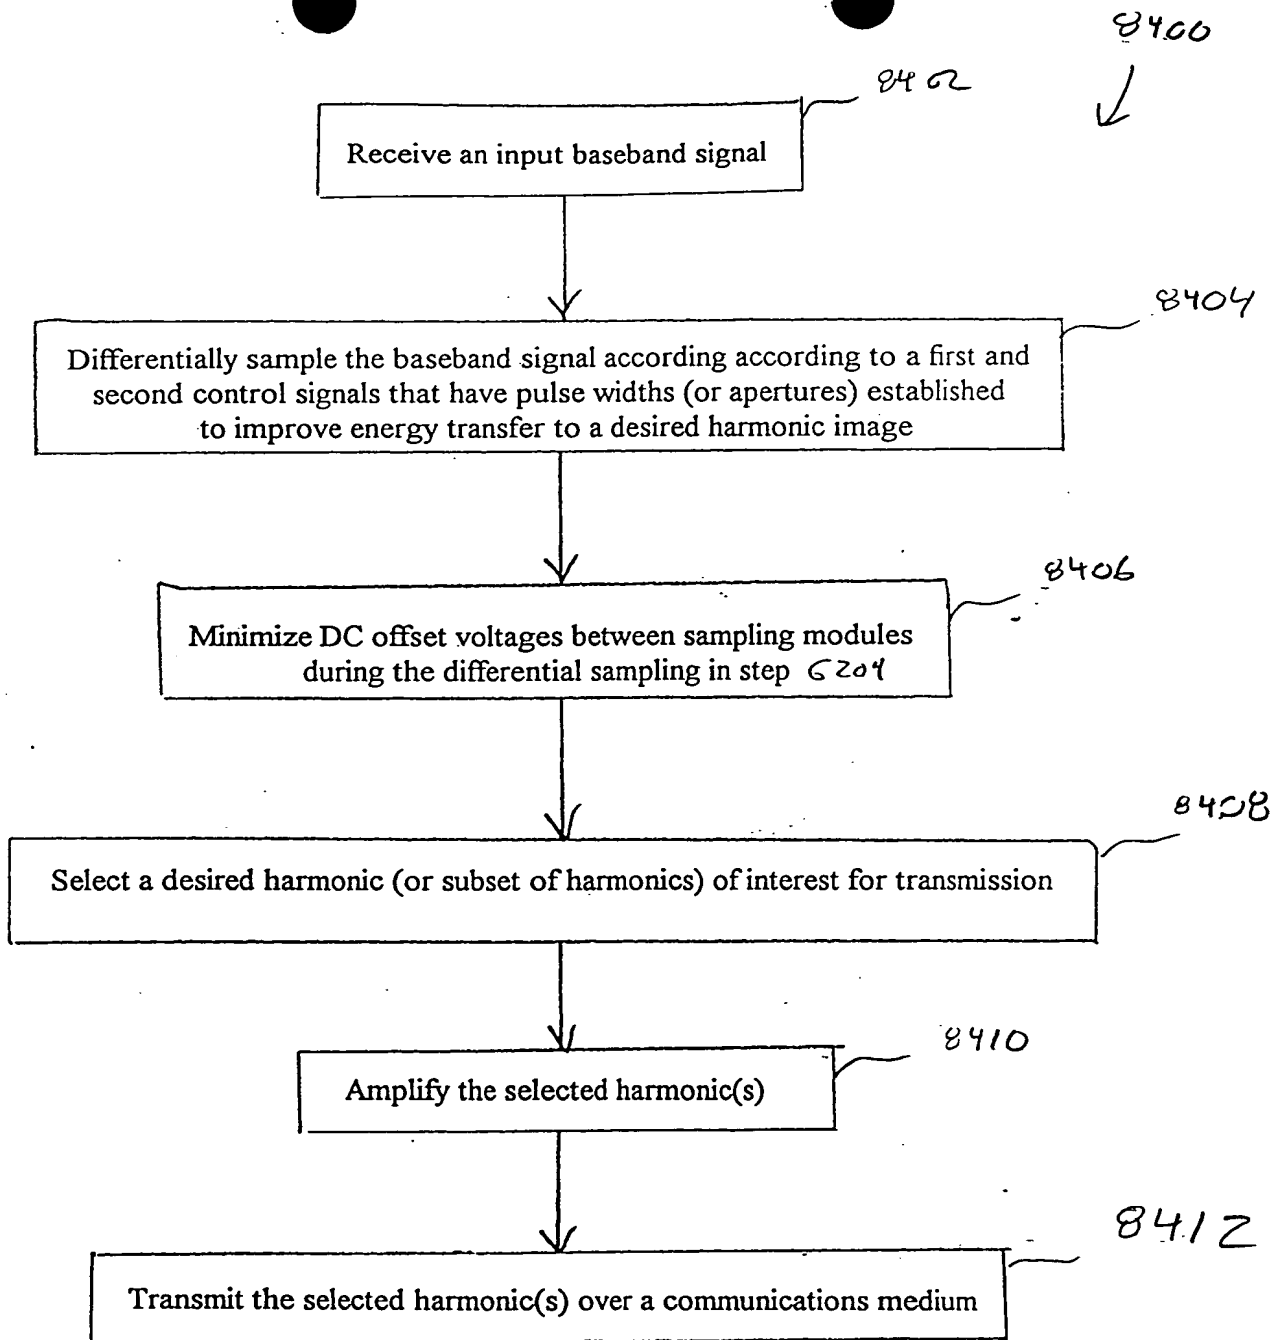 8400
8402
Receive an input baseband signal
8404
Differentially sample the baseband signal according according to a first and
second control signals that have pulse widths (or apertures) established
to improve energy transfer to a desired harmonic image
8406
Minimize DC offset voltages between sampling modules
during the differential sampling in step 6204
8408
Select a desired harmonic (or subset of harmonics) of interest for transmission
8410
Amplify the selected harmonic(s)
8412
Transmit the selected harmonic(s) over a communications medium